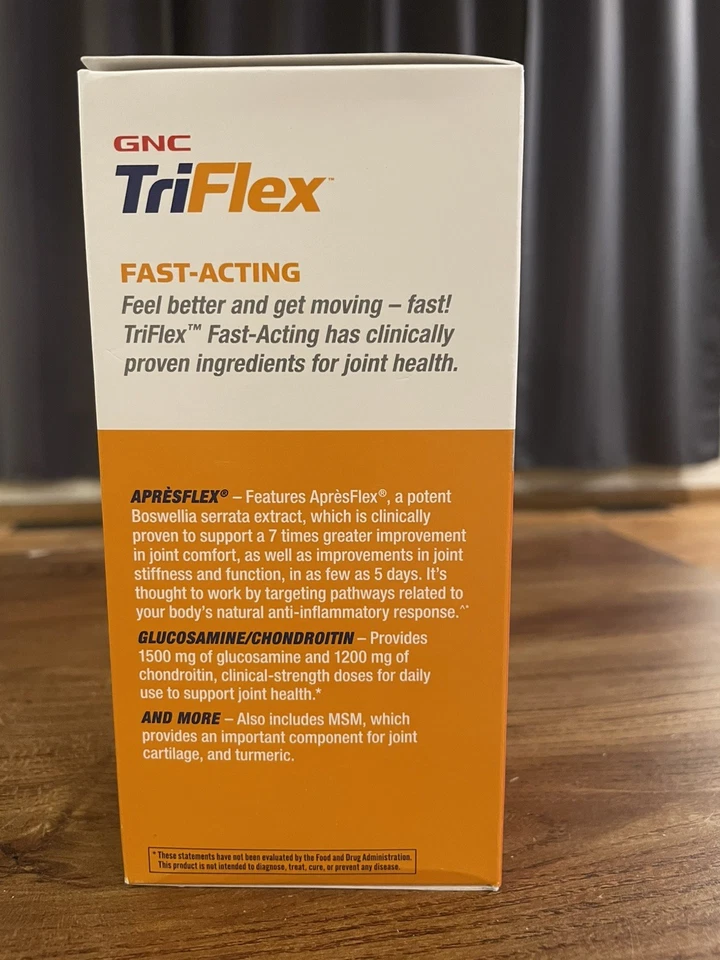 GNC
TriFlex™
FAST-ACTING
Feel better and get moving – fast!
TriFlex™ Fast-Acting has clinically
proven ingredients for joint health.
APRÈSFLEX® – Features AprèsFlex®, a potent
Boswellia serrata extract, which is clinically
proven to support a 7 times greater improvement
in joint comfort, as well as improvements in joint
stiffness and function, in as few as 5 days. It's
thought to work by targeting pathways related to
your body's natural anti-inflammatory response.^*
GLUCOSAMINE/CHONDROITIN – Provides
1500 mg of glucosamine and 1200 mg of
chondroitin, clinical-strength doses for daily
use to support joint health.*
AND MORE – Also includes MSM, which
provides an important component for joint
cartilage, and turmeric.
* These statements have not been evaluated by the Food and Drug Administration.
This product is not intended to diagnose, treat, cure, or prevent any disease.